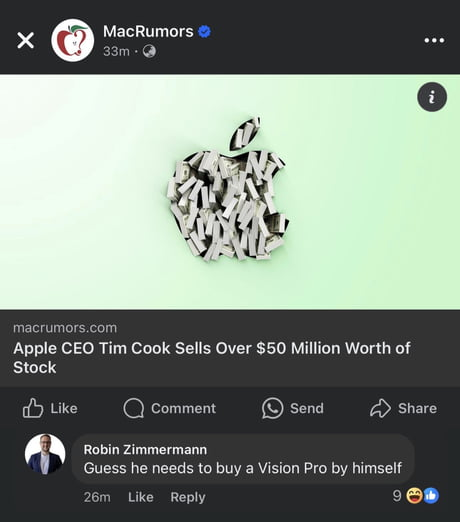 MacRumors
33m ·
macrumors.com
Apple CEO Tim Cook Sells Over $50 Million Worth of
Stock
Like
Comment
Send
Share
Robin Zimmermann
Guess he needs to buy a Vision Pro by himself
26m Like Reply 9